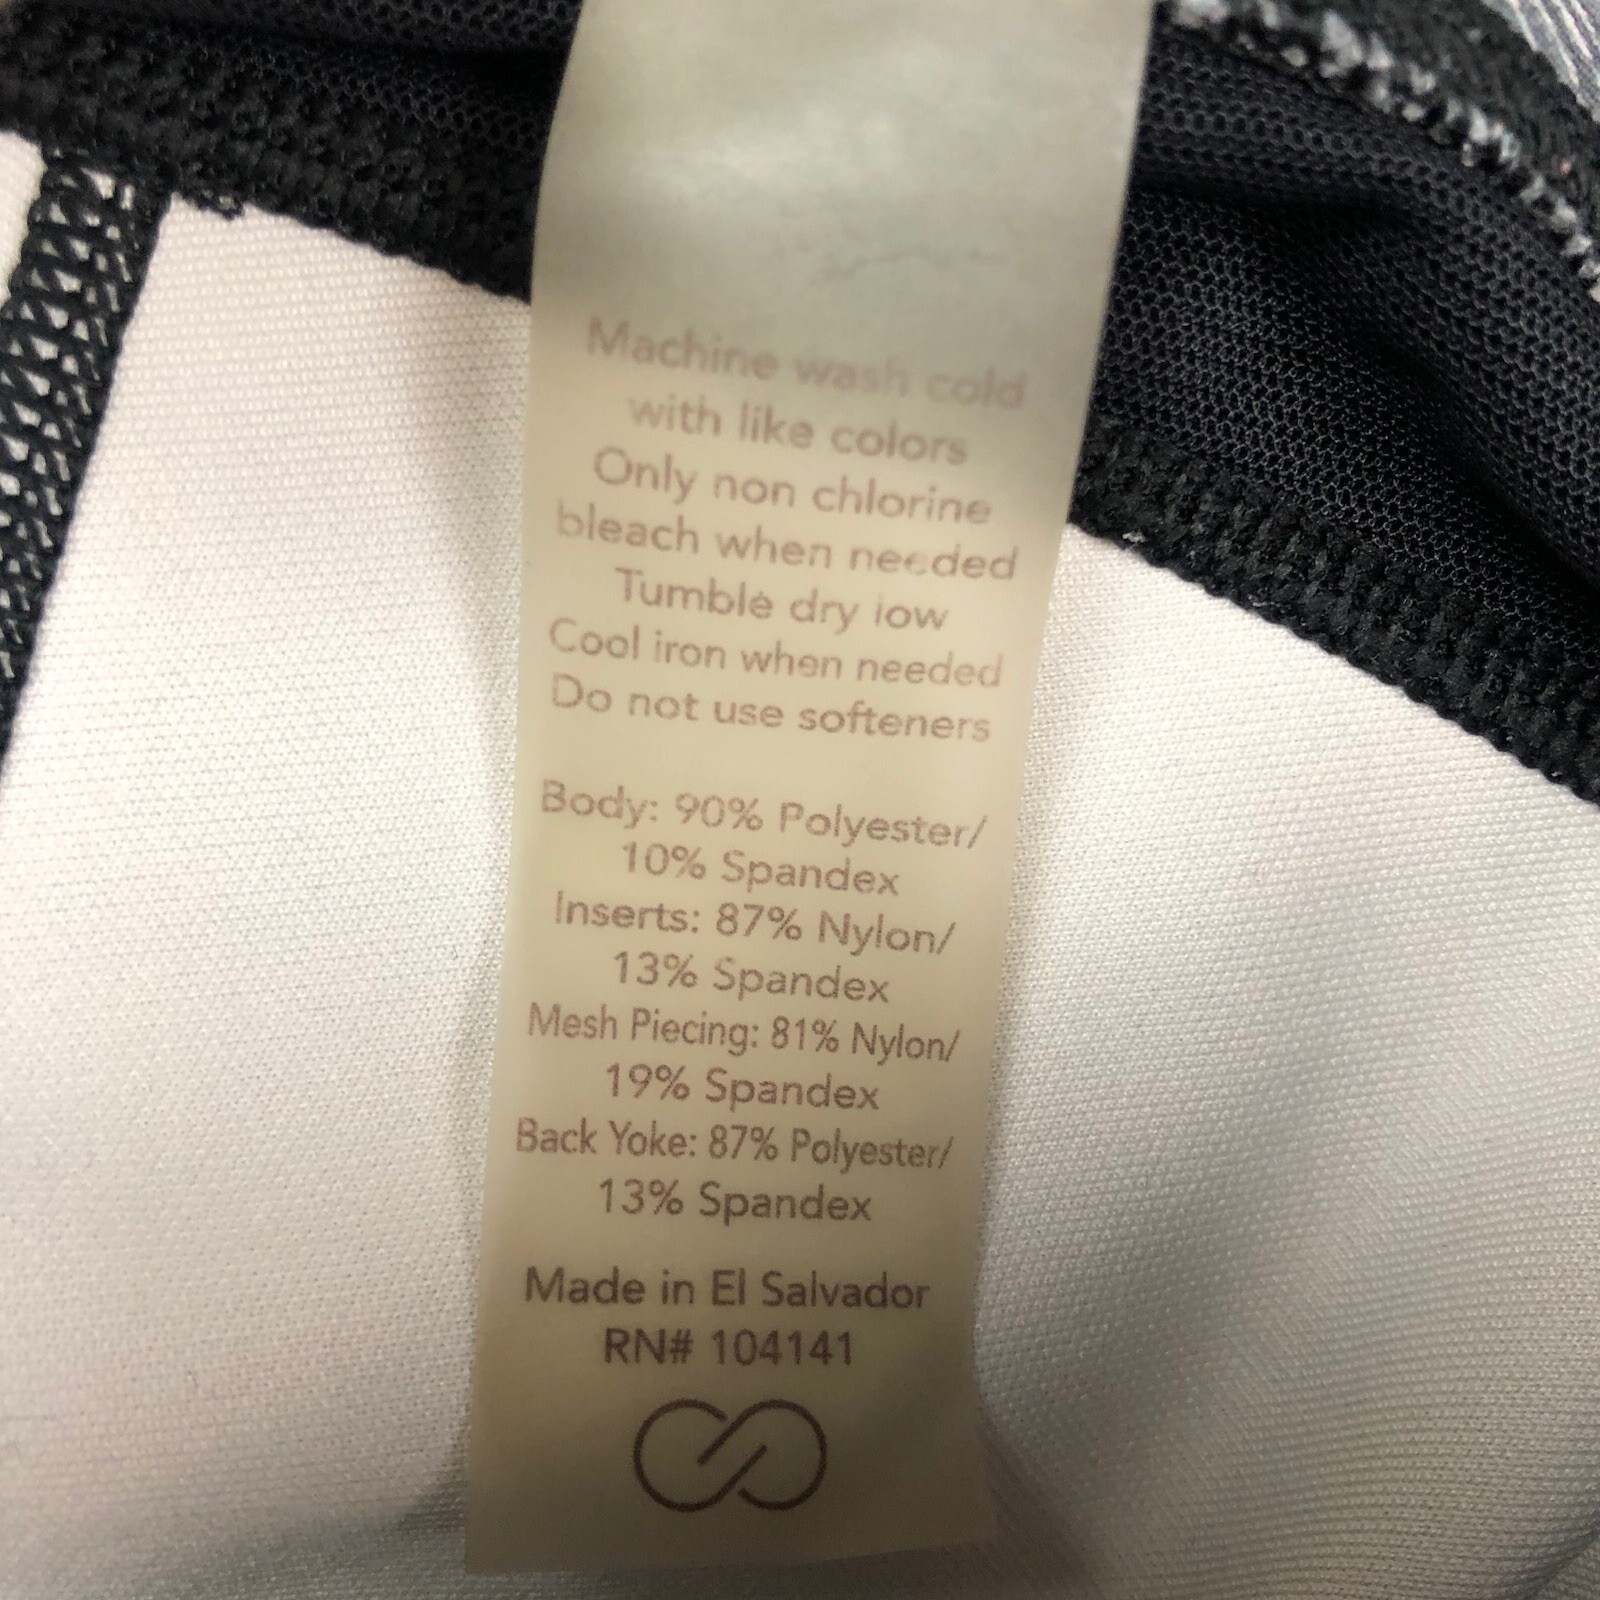 Machine wash cold
with like colors
Only non chlorine
bleach when needed
Tumble dry low
Cool iron when needed
Do not use softeners
Body: 90% Polyester/
10% Spandex
Inserts: 87% Nylon/
13% Spandex
Mesh Piecing: 81% Nylon/
19% Spandex
Back Yoke: 87% Polyester/
13% Spandex
Made in El Salvador
RN# 104141